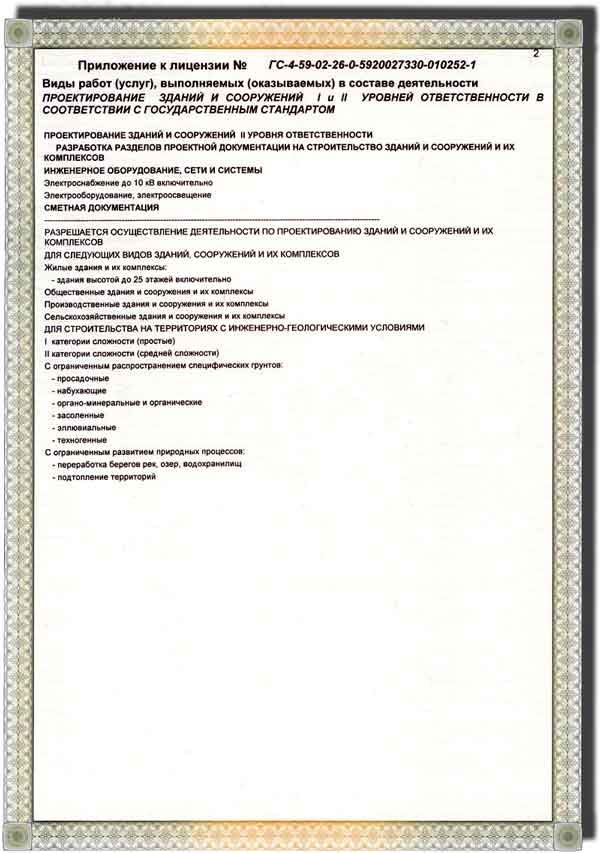 2
Приложение к лицензии № ГС-4-59-02-26-0-5920027330-010252-1
Виды работ (услуг), выполняемых (оказываемых) в составе деятельности
ПРОЕКТИРОВАНИЕ ЗДАНИЙ И СООРУЖЕНИЙ I и II УРОВНЕЙ ОТВЕТСТВЕННОСТИ В
СООТВЕТСТВИИ С ГОСУДАРСТВЕННЫМ СТАНДАРТОМ
ПРОЕКТИРОВАНИЕ ЗДАНИЙ И СООРУЖЕНИЙ II УРОВНЯ ОТВЕТСТВЕННОСТИ
РАЗРАБОТКА РАЗДЕЛОВ ПРОЕКТНОЙ ДОКУМЕНТАЦИИ НА СТРОИТЕЛЬСТВО ЗДАНИЙ И СООРУЖЕНИЙ И ИХ
КОМПЛЕКСОВ
ИНЖЕНЕРНОЕ ОБОРУДОВАНИЕ, СЕТИ И СИСТЕМЫ
Электроснабжение до 10 кВ включительно
Электрооборудование, электроосвещение
СМЕТНАЯ ДОКУМЕНТАЦИЯ
РАЗРЕШАЕТСЯ ОСУЩЕСТВЛЕНИЕ ДЕЯТЕЛЬНОСТИ ПО ПРОЕКТИРОВАНИЮ ЗДАНИЙ И СООРУЖЕНИЙ И ИХ
КОМПЛЕКСОВ
ДЛЯ СЛЕДУЮЩИХ ВИДОВ ЗДАНИЙ, СООРУЖЕНИЙ И ИХ КОМПЛЕКСОВ
Жилые здания и их комплексы:
- здания высотой до 25 этажей включительно
Общественные здания и сооружения и их комплексы
Производственные здания и сооружения и их комплексы
Сельскохозяйственные здания и сооружения и их комплексы
ДЛЯ СТРОИТЕЛЬСТВА НА ТЕРРИТОРИЯХ С ИНЖЕНЕРНО-ГЕОЛОГИЧЕСКИМИ УСЛОВИЯМИ
I категории сложности (простые)
II категории сложности (средней сложности)
С ограниченным распространением специфических грунтов:
- просадочные
- набухающие
- органо-минеральные и органические
- засоленные
- эллювиальные
- техногенные
С ограниченным развитием природных процессов:
- переработка берегов рек, озер, водохранилищ
- подтопление территорий